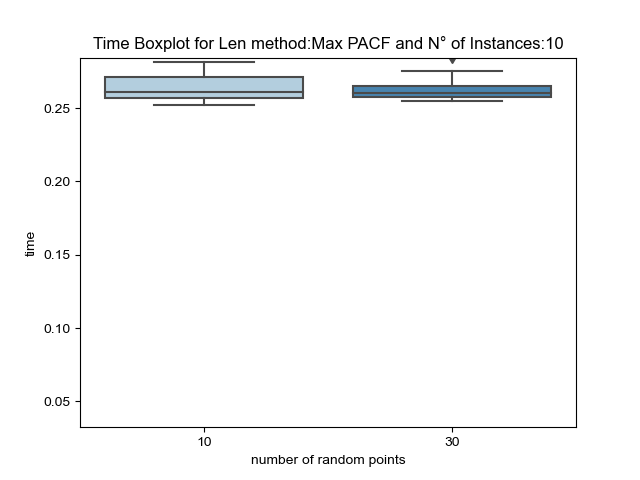 Time Boxplot for Len method:Max PACF and N° of Instances:10
0.25
0.20
0.15
0.10
0.05
time
10
30
number of random points